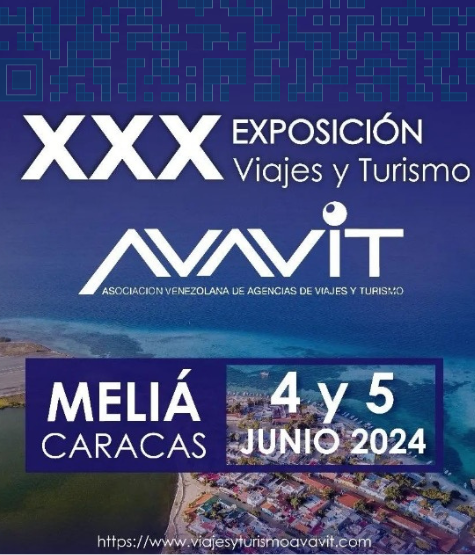 XXX EXPOSICIÓN
Viajes y Turismo
AVAVIT
ASOCIACION VENEZOLANA DE AGENCIAS DE VIAJES Y TURISMO
MELIÁ
CARACAS
4 y 5
JUNIO 2024
https://www.viajesyturismoavavit.com